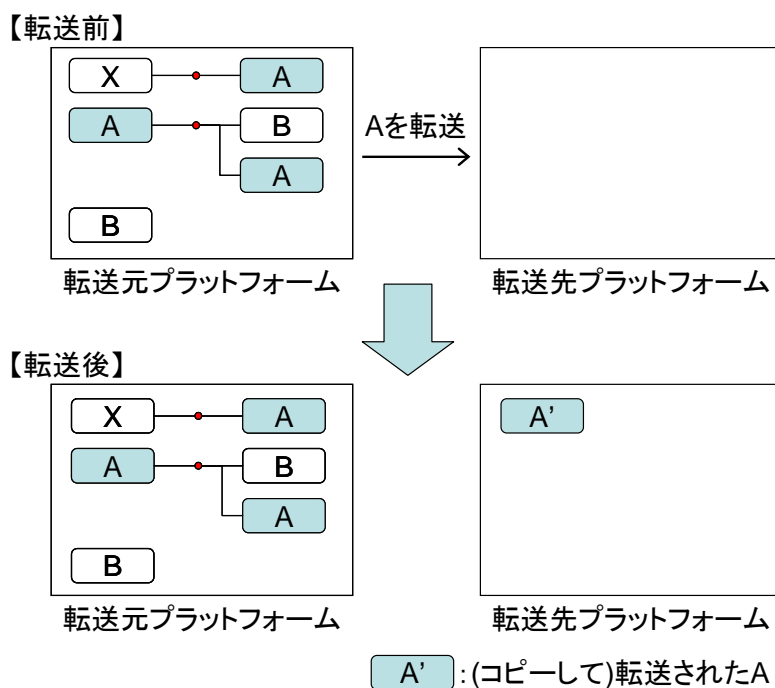 【転送前】
X
A
A
B
A
B
Aを転送
転送元プラットフォーム
転送先プラットフォーム
【転送後】
X
A
A
B
A
B
A’
転送元プラットフォーム
転送先プラットフォーム
A’ :(コピーして)転送されたA